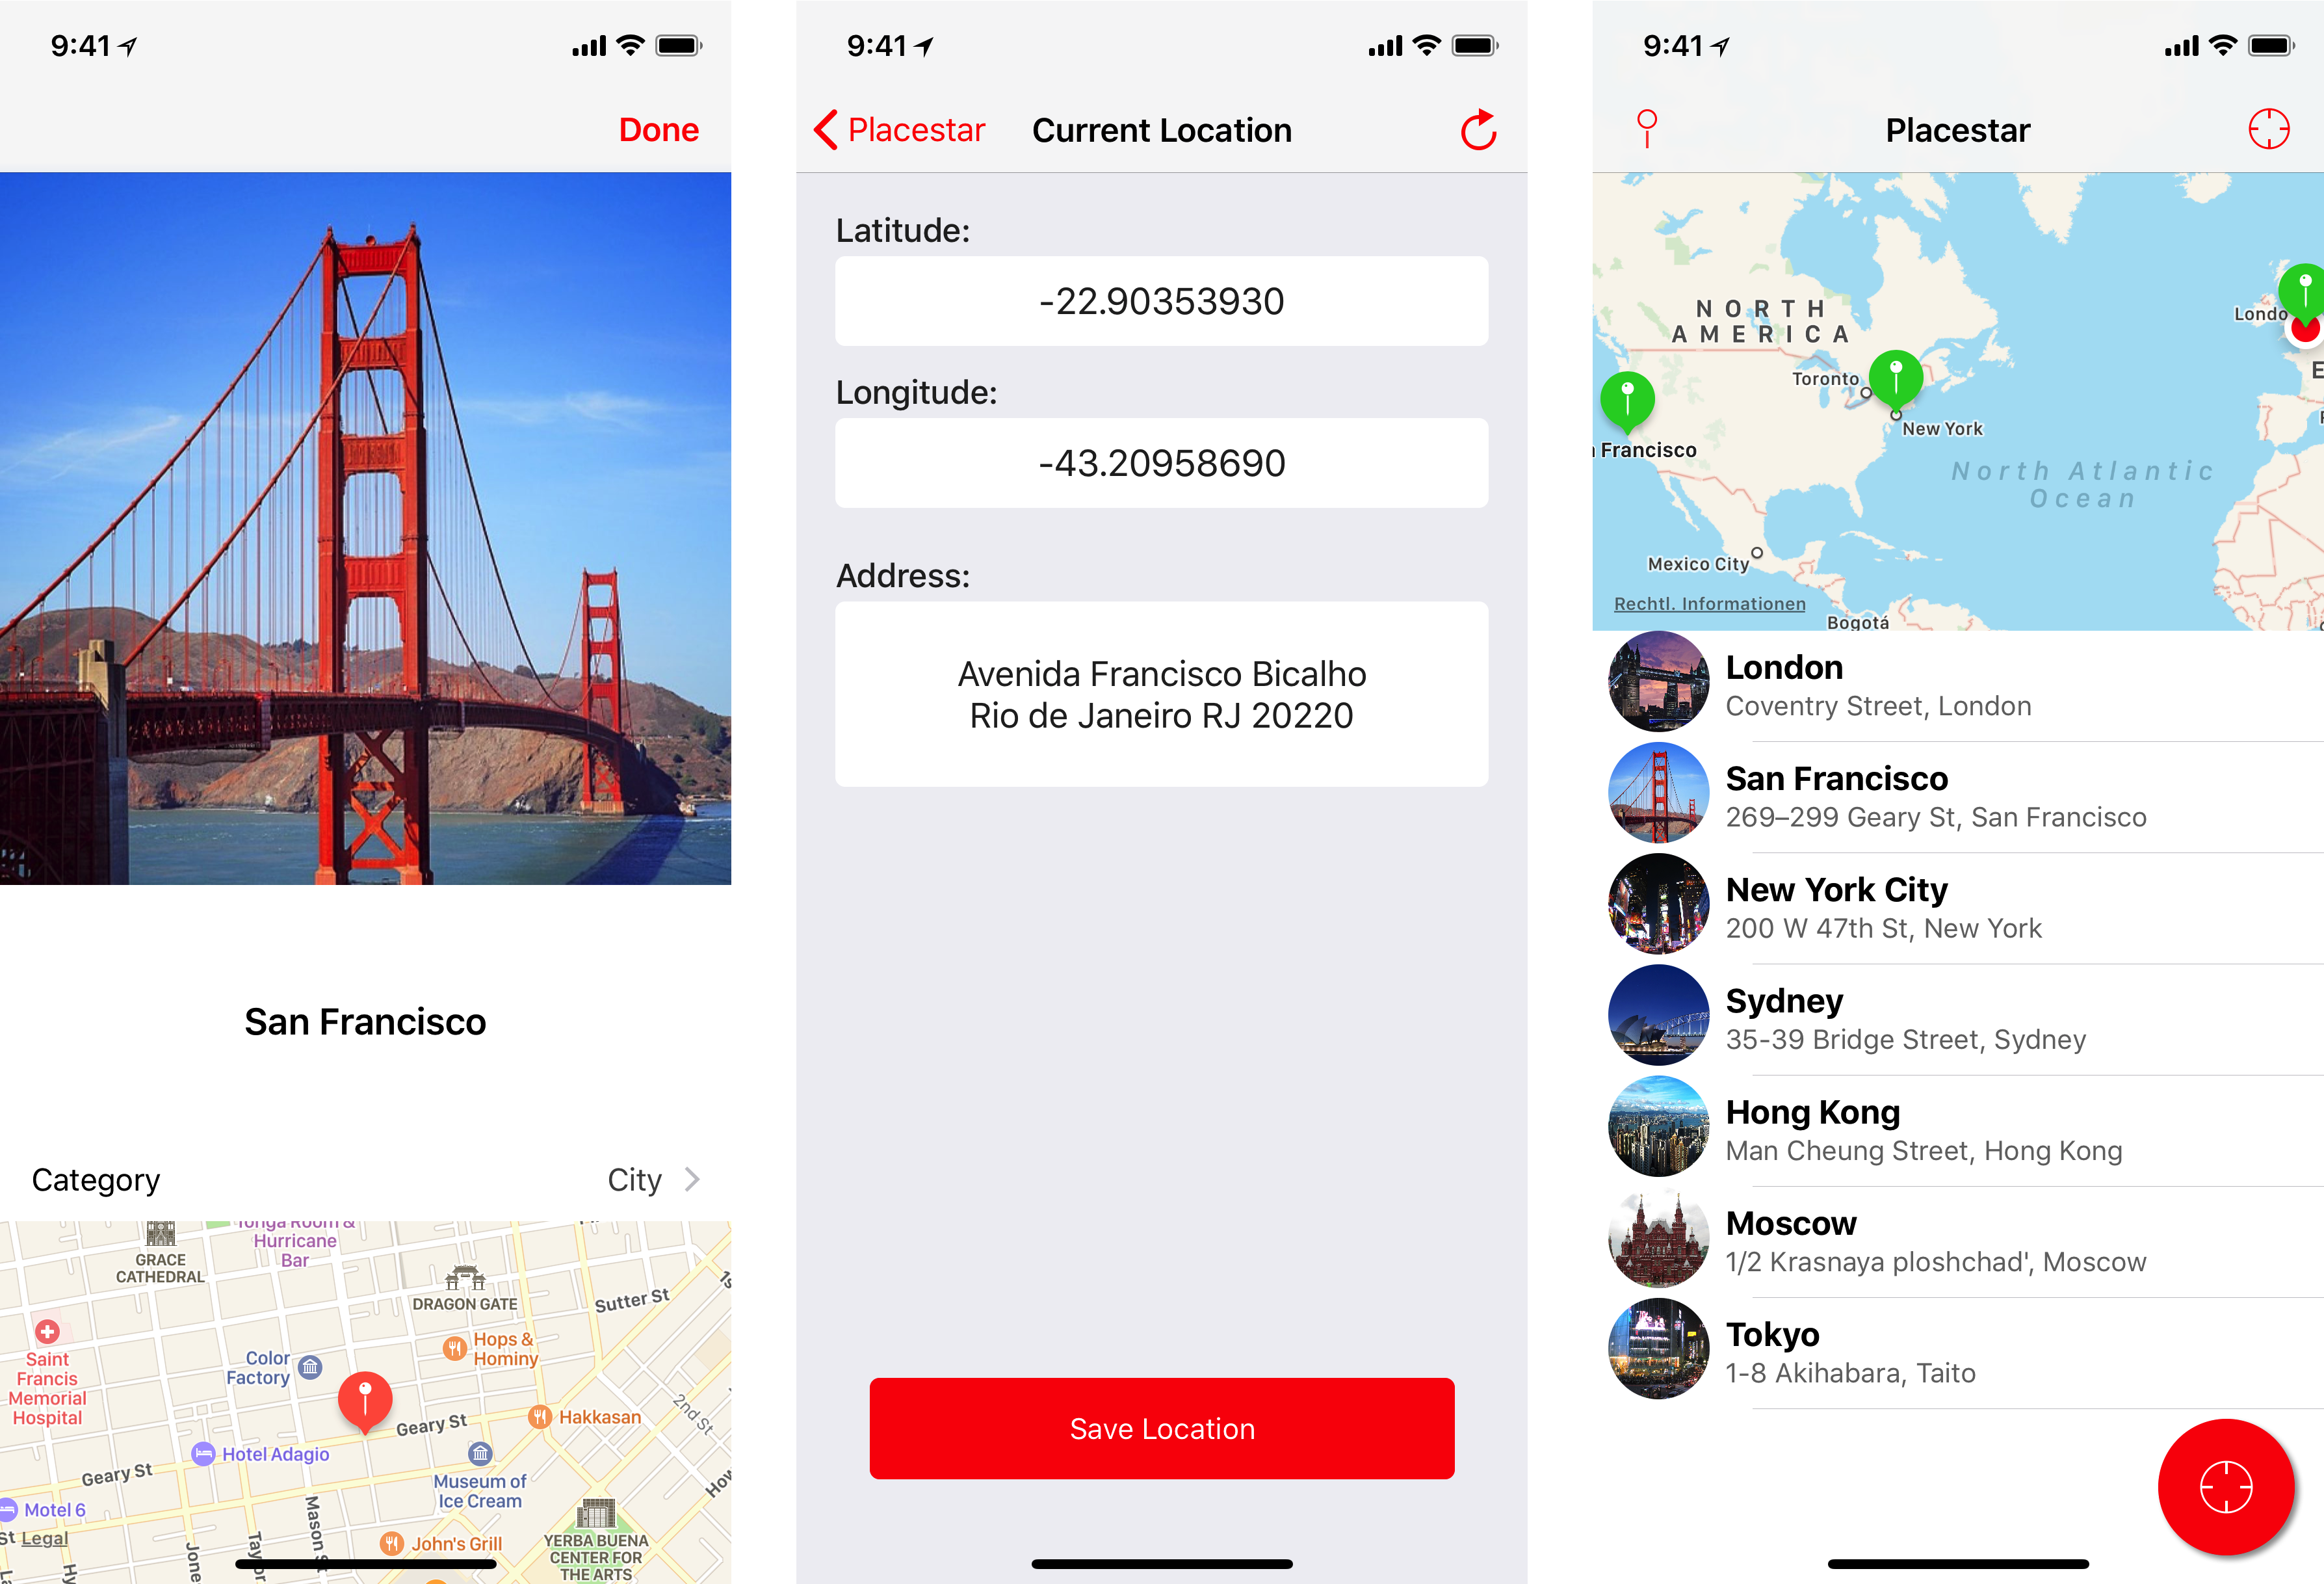 9:41
Done
San Francisco
Category
City
Tonga Room &
Hurricane
Bar
GRACE
CATHEDRAL
DRAGON GATE
Sutter St
Hops &
Hominy
Saint
Francis
Memorial
Hospital
Color
Factory
Geary St
Hakkasan
2nd St
Hotel Adagio
Geary St
Museum of
Ice Cream
Motel 6
Mason St
St Legal
John's Grill
YERBA BUENA
CENTER FOR
THE ARTS
9:41
Placestar
Current Location
Latitude:
-22.90353930
Longitude:
-43.20958690
Address:
Avenida Francisco Bicalho
Rio de Janeiro RJ 20220
Save Location
9:41
Placestar
NORTH
AMERICA
Londo
Toronto
New York
Francisco
North Atlantic
Ocean
Mexico City
Rechtl. Informationen
Bogotá
London
Coventry Street, London
San Francisco
269–299 Geary St, San Francisco
New York City
200 W 47th St, New York
Sydney
35-39 Bridge Street, Sydney
Hong Kong
Man Cheung Street, Hong Kong
Moscow
1/2 Krasnaya ploshchad', Moscow
Tokyo
1-8 Akihabara, Taito